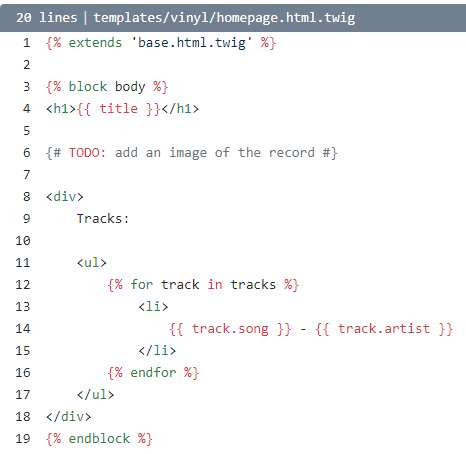 20 lines | templates/vinyl/homepage.html.twig
1 {% extends 'base.html.twig' %}
2
3 {% block body %}
4 <h1>{{ title }}</h1>
5
6 {# TODO: add an image of the record #}
7
8 <div>
9     Tracks:
10
11     <ul>
12         {% for track in tracks %}
13             <li>
14                 {{ track.song }} - {{ track.artist }}
15             </li>
16         {% endfor %}
17     </ul>
18 </div>
19 {% endblock %}